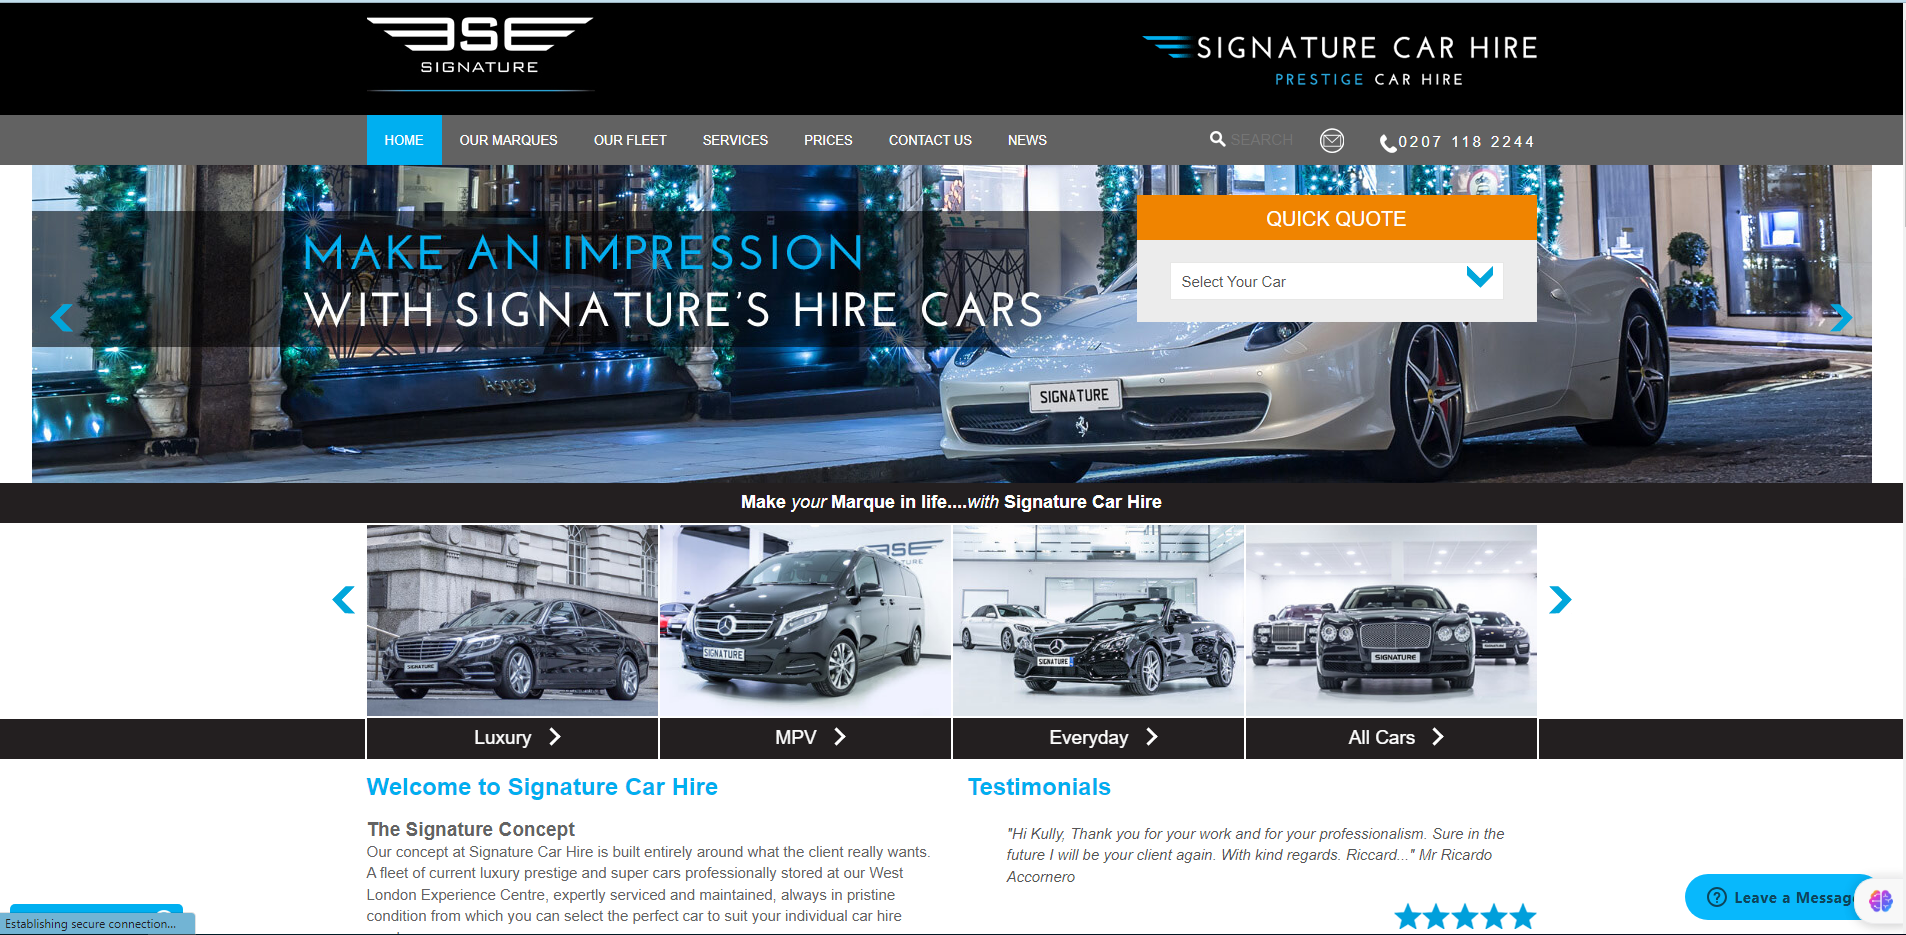 SIGNATURE
SIGNATURE CAR HIRE
PRESTIGE CAR HIRE
HOME
OUR MARQUES
OUR FLEET
SERVICES
PRICES
CONTACT US
NEWS
SEARCH
0207 118 2244
MAKE AN IMPRESSION
WITH SIGNATURE'S HIRE CARS
QUICK QUOTE
Select Your Car
Asprey
SIGNATURE
Make your Marque in life....with Signature Car Hire
SIGNATURE
SIGNATURE
SIGNATURE
SIGNATURE
Luxury
MPV
Everyday
All Cars
Welcome to Signature Car Hire
The Signature Concept
Our concept at Signature Car Hire is built entirely around what the client really wants.
A fleet of current luxury prestige and super cars professionally stored at our West
London Experience Centre, expertly serviced and maintained, always in pristine
condition from which you can select the perfect car to suit your individual car hire
Testimonials
"Hi Kully, Thank you for your work and for your professionalism. Sure in the
future I will be your client again. With kind regards. Riccard..." Mr Ricardo
Accornero
Leave a Messag
Establishing secure connection...